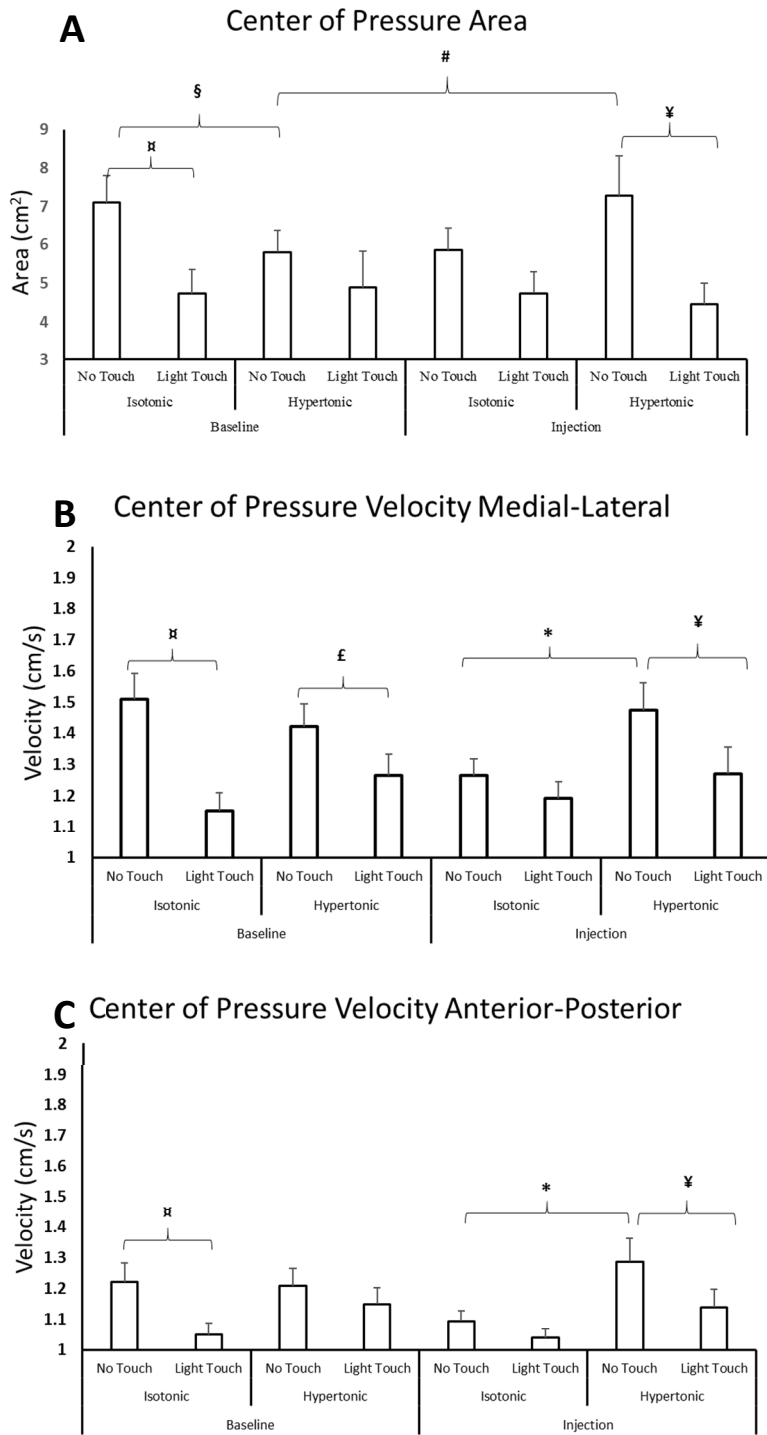 A
Center of Pressure Area
#
§
¥
¤
9
8
7
6
5
4
3
Area (cm²)
No Touch Light Touch No Touch Light Touch No Touch Light Touch No Touch Light Touch
Isotonic Hypertonic Isotonic Hypertonic
Baseline Injection
B
Center of Pressure Velocity Medial-Lateral
2
1.9
1.8
1.7
1.6
1.5
1.4
1.3
1.2
1.1
1
Velocity (cm/s)
¤
£
*
¥
No Touch Light Touch No Touch Light Touch No Touch Light Touch No Touch Light Touch
Isotonic Hypertonic Isotonic Hypertonic
Baseline Injection
C
Center of Pressure Velocity Anterior-Posterior
2
1.9
1.8
1.7
1.6
1.5
1.4
1.3
1.2
1.1
1
Velocity (cm/s)
¤
*
¥
No Touch Light Touch No Touch Light Touch No Touch Light Touch No Touch Light Touch
Isotonic Hypertonic Isotonic Hypertonic
Baseline Injection